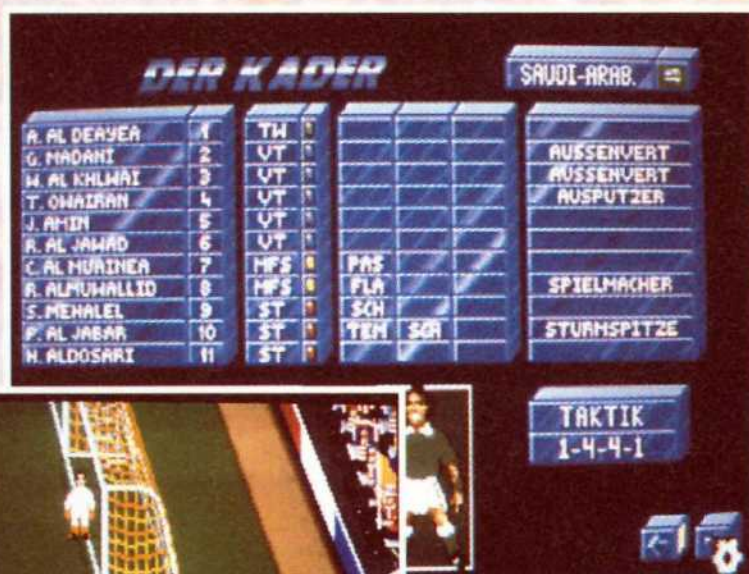 DER KADER
SAUDI-ARAB.
A. AL DEAYEA 1 TW
G. MADANI 2 VT AUSSENVERT
W. AL KHLWAI 3 VT AUSSENVERT
T. OWAIRAN 4 VT AUSPUTZER
J. AMIN 5 VT
R. AL JAWAD 6 VT
C. AL MURINEA 7 MFS PAS
R. ALMUWALLID 8 MFS FLA SPIELMACHER
S. MEHALEL 9 ST SCH
P. AL JABAR 10 ST TEM SCH STURMSPITZE
H. ALDOSARI 11 ST
TAKTIK
1-4-4-1